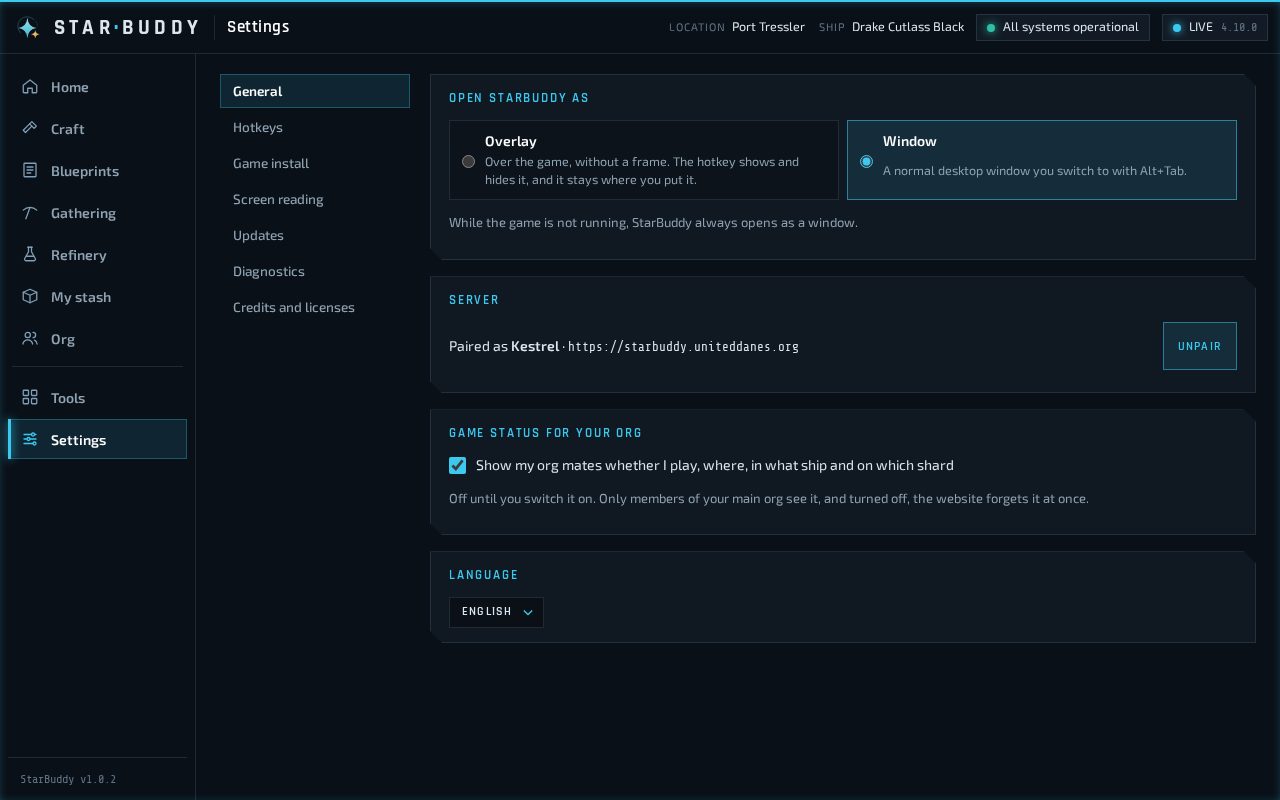 STAR·BUDDY
Settings
LOCATION Port Tressler
SHIP Drake Cutlass Black
All systems operational
LIVE 4.10.0
Home
Craft
Blueprints
Gathering
Refinery
My stash
Org
Tools
Settings
StarBuddy v1.0.2
General
Hotkeys
Game install
Screen reading
Updates
Diagnostics
Credits and licenses
OPEN STARBUDDY AS
Overlay
Over the game, without a frame. The hotkey shows and
hides it, and it stays where you put it.
Window
A normal desktop window you switch to with Alt+Tab.
While the game is not running, StarBuddy always opens as a window.
SERVER
Paired as Kestrel · https://starbuddy.uniteddanes.org
UNPAIR
GAME STATUS FOR YOUR ORG
Show my org mates whether I play, where, in what ship and on which shard
Off until you switch it on. Only members of your main org see it, and turned off, the website forgets it at once.
LANGUAGE
ENGLISH